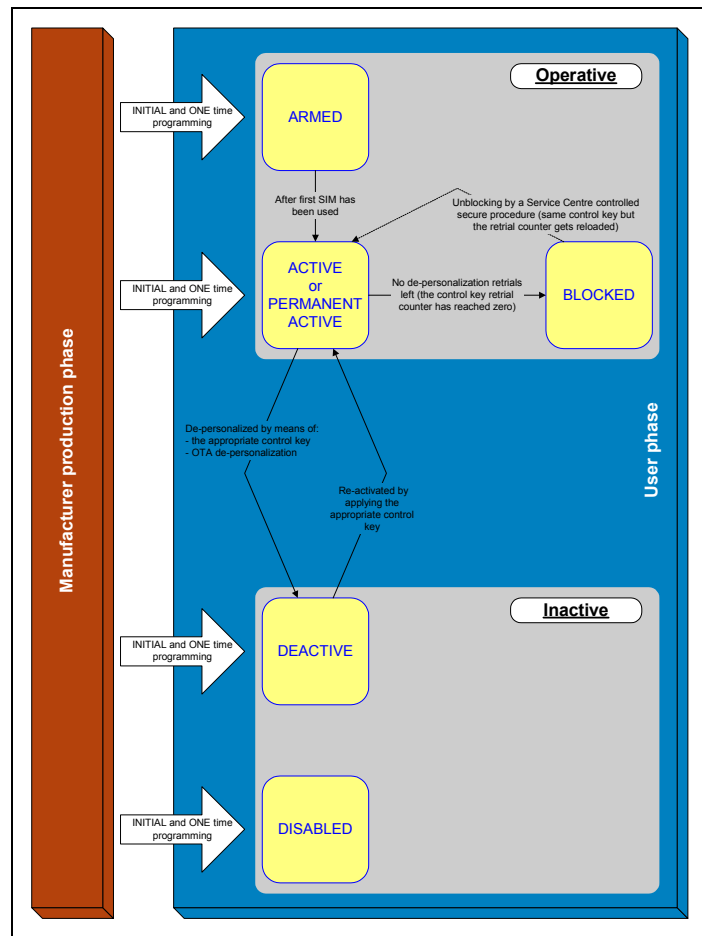 Manufacturer production phase
User phase
Operative
INITIAL and ONE time
programming
ARMED
After first SIM has
been used
Unblocking by a Service Centre controlled
secure procedure (same control key but
the retrial counter gets reloaded)
INITIAL and ONE time
programming
ACTIVE
or
PERMANENT
ACTIVE
No de-personalization retrials
left (the control key retrial
counter has reached zero)
BLOCKED
De-personalized by means of:
- the appropriate control key
- OTA de-personalization
Re-activated by
applying the
appropriate control
key
Inactive
INITIAL and ONE time
programming
DEACTIVE
INITIAL and ONE time
programming
DISABLED